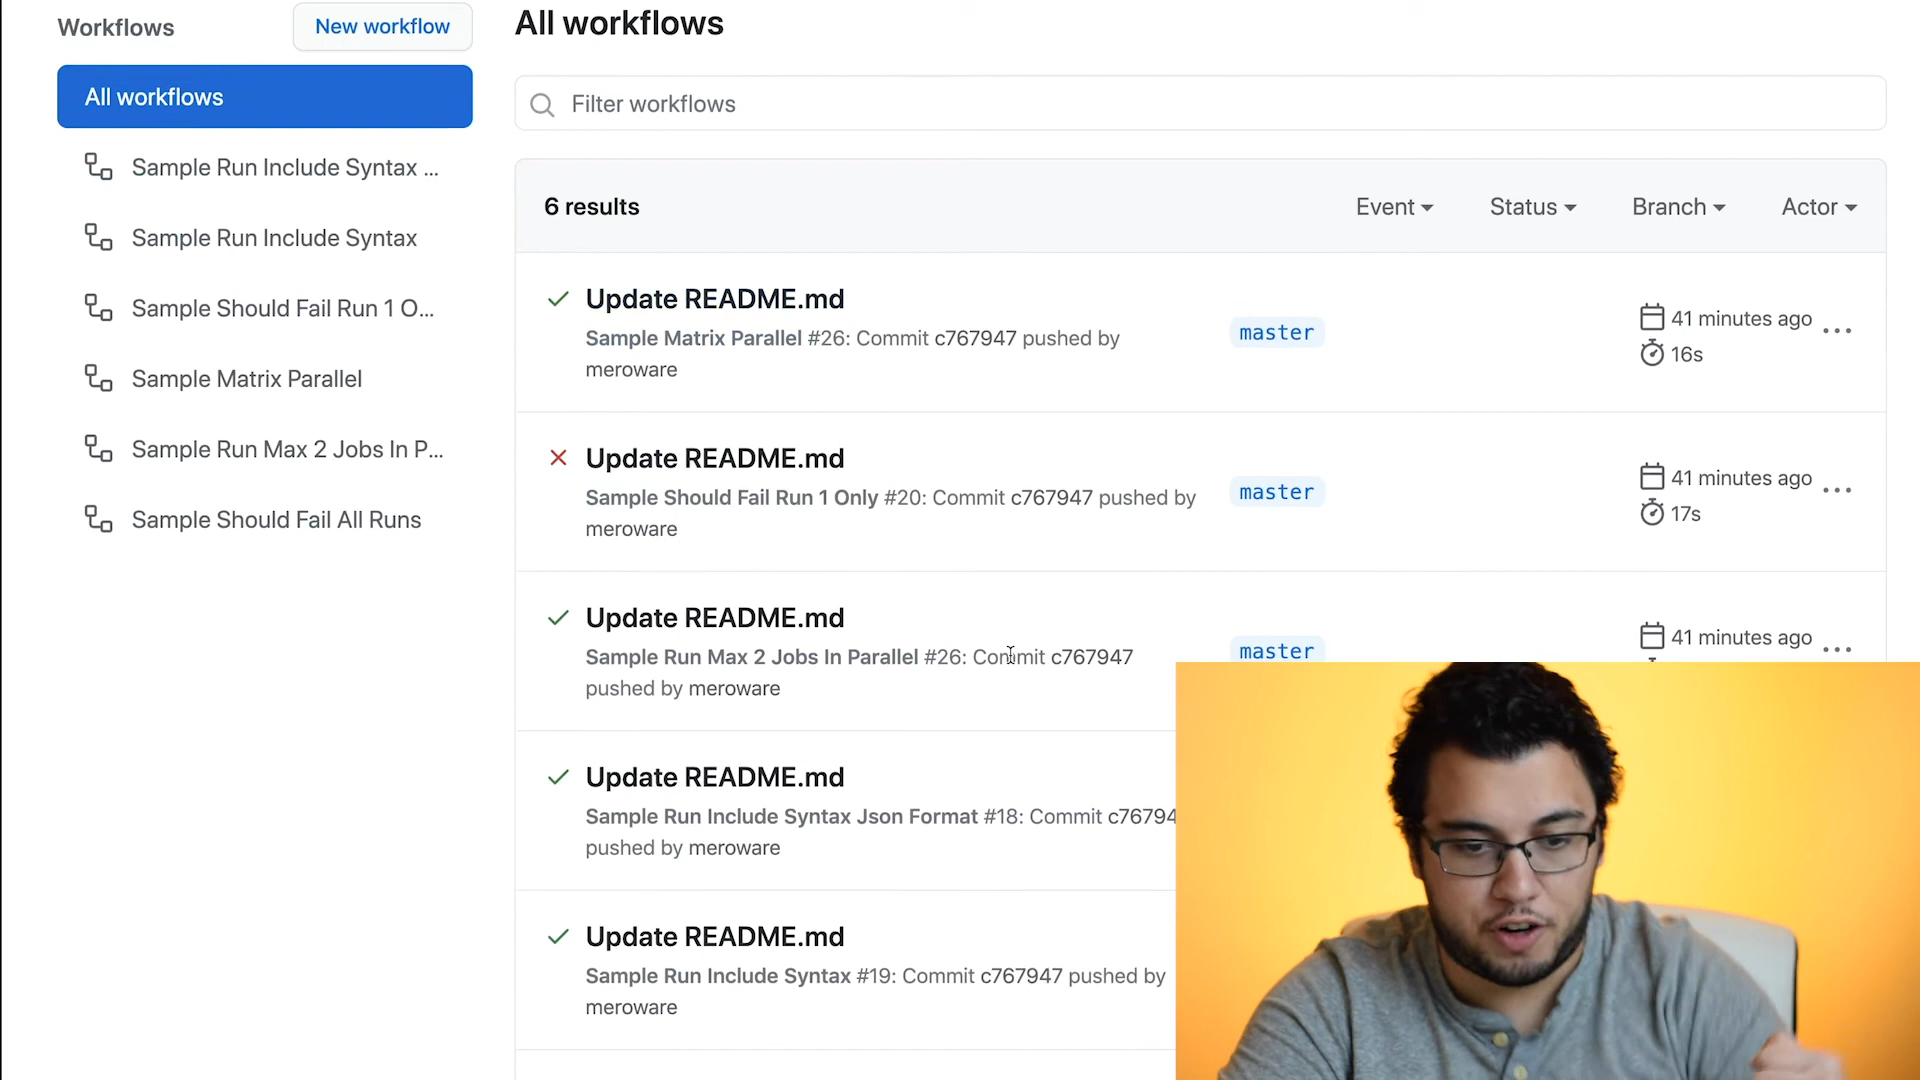 Workflows
New workflow
All workflows
Sample Run Include Syntax ...
Sample Run Include Syntax
Sample Should Fail Run 1 O...
Sample Matrix Parallel
Sample Run Max 2 Jobs In P...
Sample Should Fail All Runs
All workflows
Filter workflows
6 results
Event
Status
Branch
Actor
Update README.md
Sample Matrix Parallel #26: Commit c767947 pushed by
meroware
master
41 minutes ago
16s
Update README.md
Sample Should Fail Run 1 Only #20: Commit c767947 pushed by
meroware
master
41 minutes ago
17s
Update README.md
Sample Run Max 2 Jobs In Parallel #26: Commit c767947
pushed by meroware
master
41 minutes ago
Update README.md
Sample Run Include Syntax Json Format #18: Commit c76794
pushed by meroware
Update README.md
Sample Run Include Syntax #19: Commit c767947 pushed by
meroware